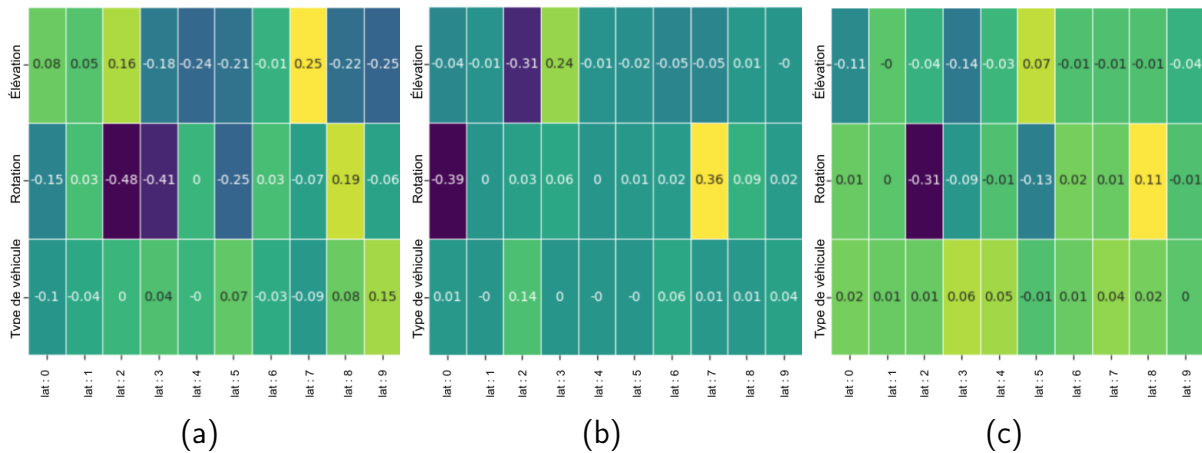 Élévation 0.08 0.05 0.16 -0.18 -0.24 -0.21 -0.01 0.25 -0.22 -0.25
Rotation -0.15 0.03 -0.48 -0.41 0 -0.25 0.03 -0.07 0.19 -0.06
Type de véhicule -0.1 -0.04 0 0.04 -0 0.07 -0.03 -0.09 0.08 0.15
lat : 0 lat : 1 lat : 2 lat : 3 lat : 4 lat : 5 lat : 6 lat : 7 lat : 8 lat : 9
(a)
Élévation -0.04 -0.01 -0.31 0.24 -0.01 -0.02 -0.05 -0.05 0.01 -0
Rotation -0.39 0 0.03 0.06 0 0.01 0.02 0.36 0.09 0.02
Type de véhicule 0.01 -0 0.14 0 -0 -0 0.06 0.01 0.01 0.04
lat : 0 lat : 1 lat : 2 lat : 3 lat : 4 lat : 5 lat : 6 lat : 7 lat : 8 lat : 9
(b)
Élévation -0.11 -0 -0.04 -0.14 -0.03 0.07 -0.01 -0.01 -0.01 -0.04
Rotation 0.01 0 -0.31 -0.09 -0.01 -0.13 0.02 0.01 0.11 -0.01
Type de véhicule 0.02 0.01 0.01 0.06 0.05 -0.01 0.01 0.04 0.02 0
lat : 0 lat : 1 lat : 2 lat : 3 lat : 4 lat : 5 lat : 6 lat : 7 lat : 8 lat : 9
(c)